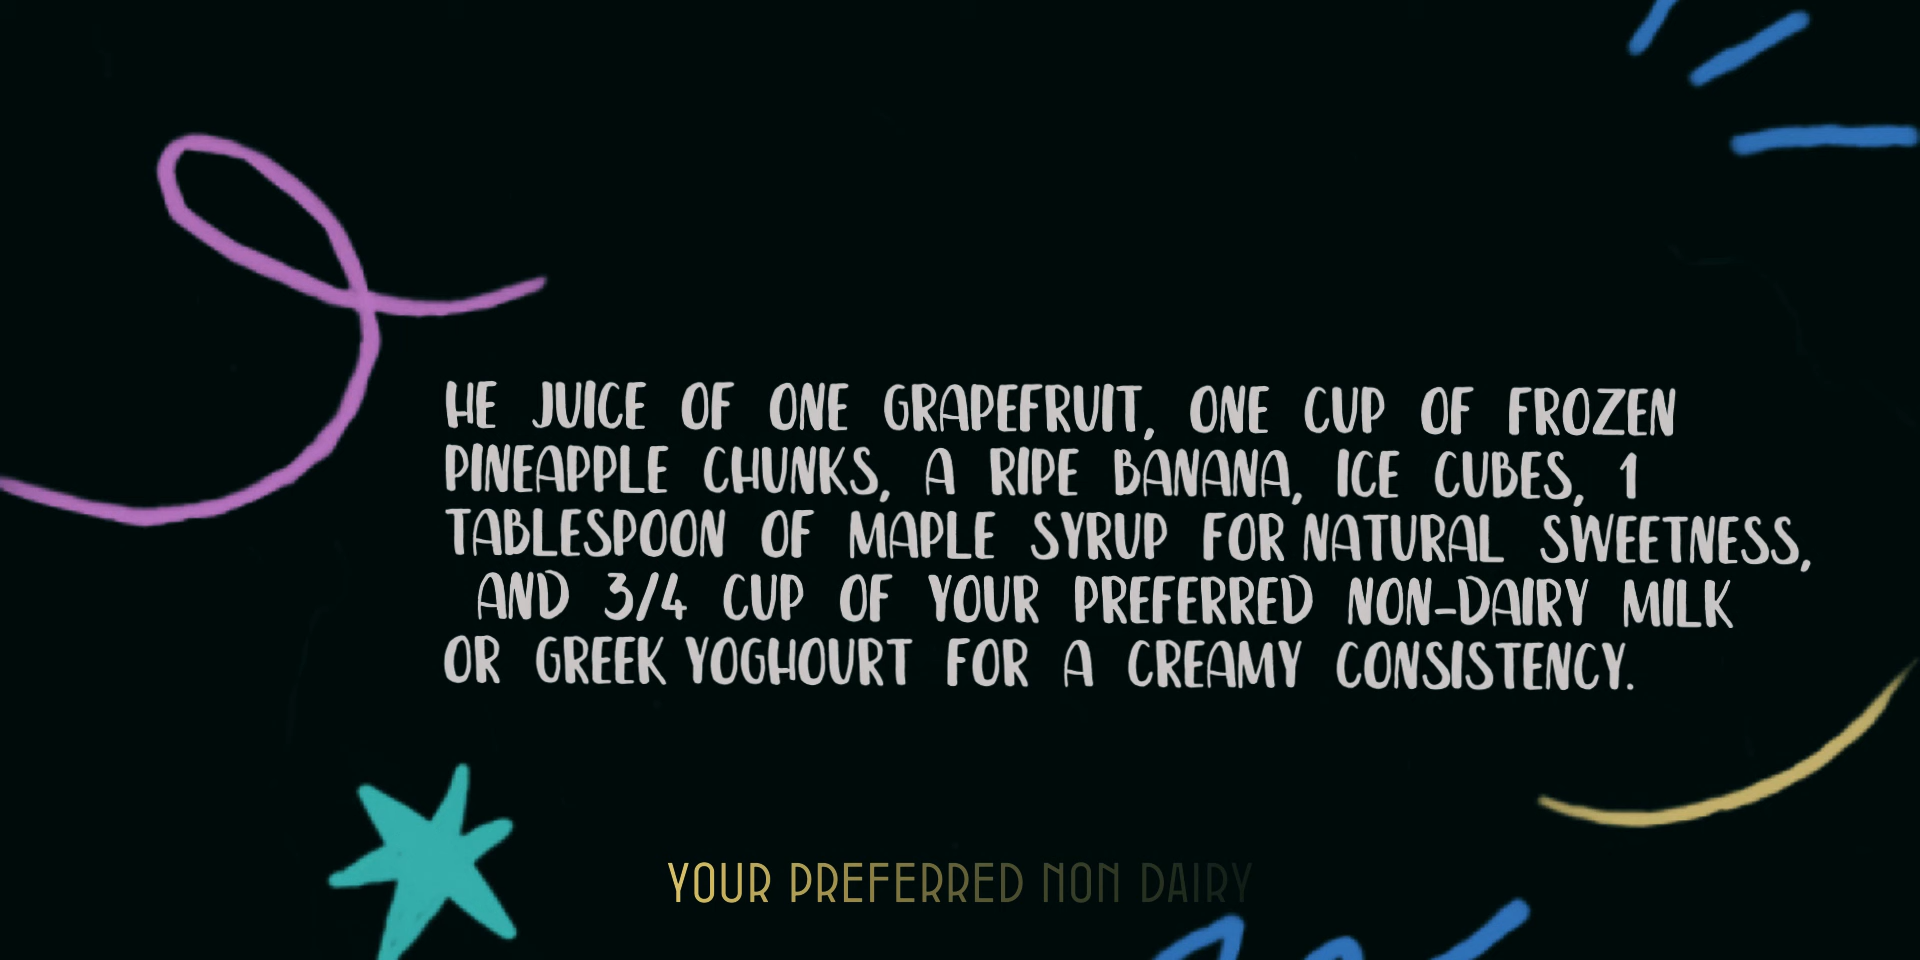 HE JUICE OF ONE GRAPEFRUIT, ONE CUP OF FROZEN
PINEAPPLE CHUNKS, A RIPE BANANA, ICE CUBES, 1
TABLESPOON OF MAPLE SYRUP FOR NATURAL SWEETNESS,
AND 3/4 CUP OF YOUR PREFERRED NON-DAIRY MILK
OR GREEK YOGHOURT FOR A CREAMY CONSISTENCY.
YOUR PREFERRED NON DAIRY